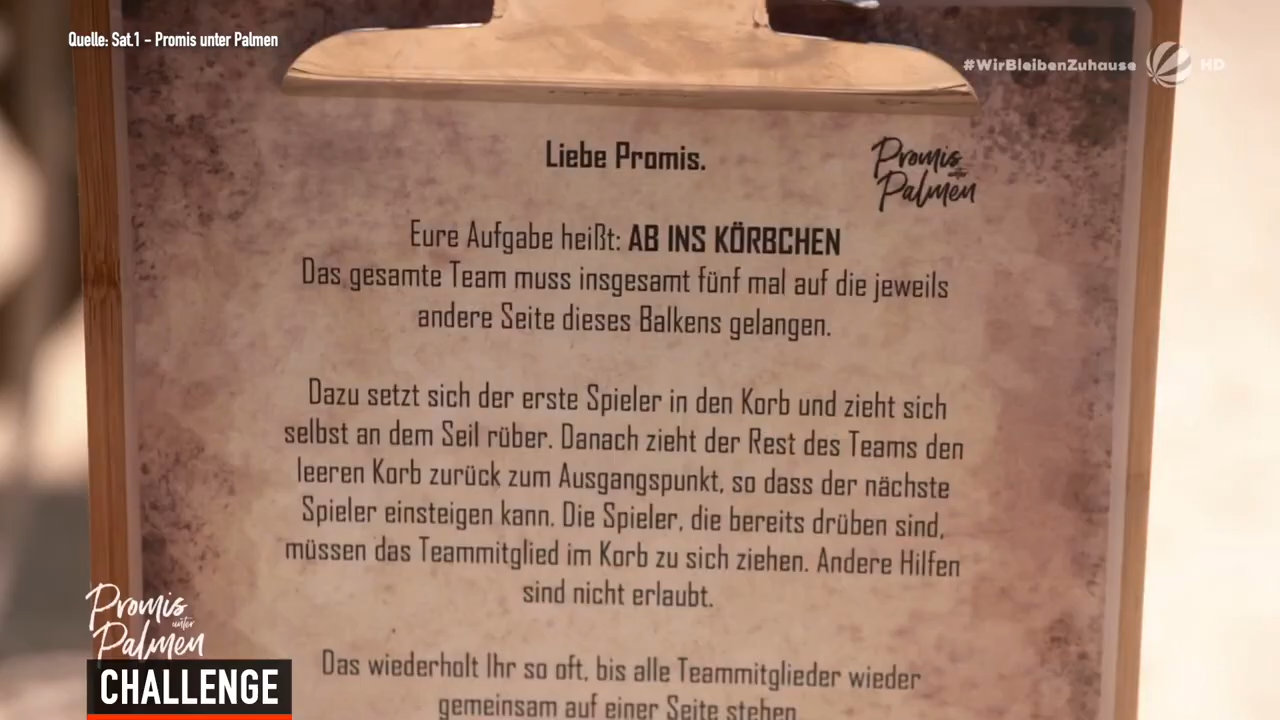 Quelle: Sat.1 – Promis unter Palmen
#WirBleibenZuhause HD
Liebe Promis.
Promis
unter
Palmen
Eure Aufgabe heißt: AB INS KÖRBCHEN
Das gesamte Team muss insgesamt fünf mal auf die jeweils
andere Seite dieses Balkens gelangen.
Dazu setzt sich der erste Spieler in den Korb und zieht sich
selbst an dem Seil rüber. Danach zieht der Rest des Teams den
leeren Korb zurück zum Ausgangspunkt, so dass der nächste
Spieler einsteigen kann. Die Spieler, die bereits drüben sind,
müssen das Teammitglied im Korb zu sich ziehen. Andere Hilfen
sind nicht erlaubt.
Das wiederholt Ihr so oft, bis alle Teammitglieder wieder
gemeinsam auf einer Seite stehen
Promis
unter
Palmen
CHALLENGE